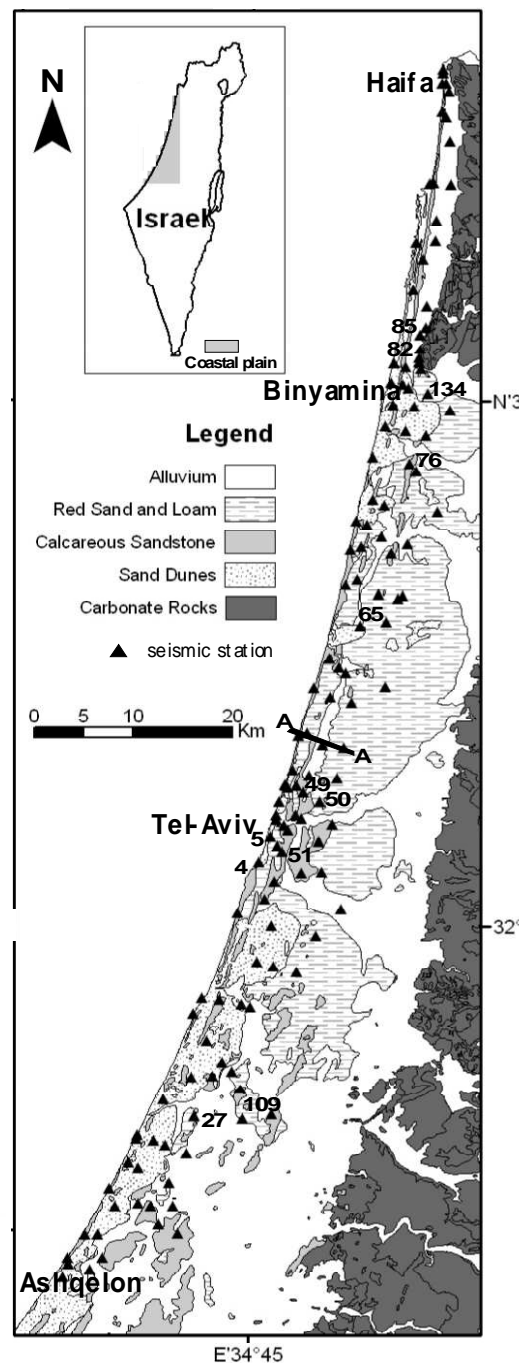 Haifa
N
Israel
Coastal plain
85
82
Binyamina
134
N'3
Legend
76
Alluvium
Red Sand and Loam
Calcareous Sandstone
Sand Dunes
Carbonate Rocks
65
seismic station
0 5 10 20
Km
A
A
49
50
Tel-Aviv
5
51
4
32°
109
27
Ashqelon
E'34°45